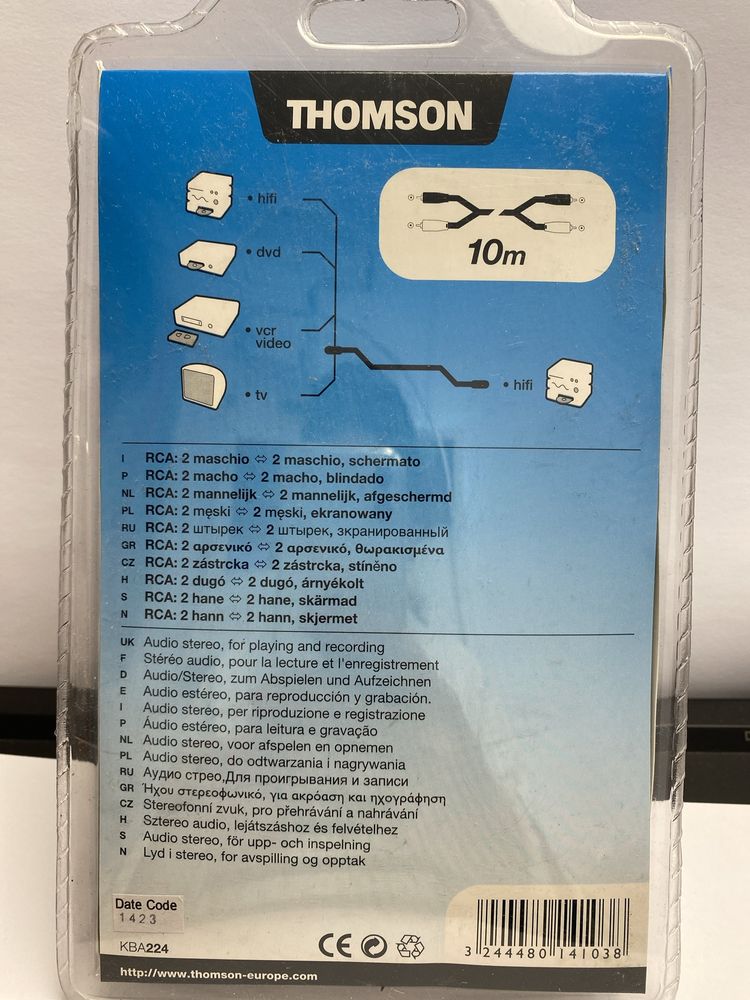 THOMSON
• hifi
• dvd
• vcr
video
• tv
10m
• hifi
I RCA: 2 maschio ⇔ 2 maschio, schermato
P RCA: 2 macho ⇔ 2 macho, blindado
NL RCA: 2 mannelijk ⇔ 2 mannelijk, afgeschermd
PL RCA: 2 męski ⇔ 2 męski, ekranowany
RU RCA: 2 штырек ⇔ 2 штырек, зкранированный
GR RCA: 2 αρσενικό ⇔ 2 αρσενικό, θωρακισμένα
CZ RCA: 2 zástrcka ⇔ 2 zástrcka, stíněno
H RCA: 2 dugó ⇔ 2 dugó, árnyékolt
S RCA: 2 hane ⇔ 2 hane, skärmad
N RCA: 2 hann ⇔ 2 hann, skjermet
UK Audio stereo, for playing and recording
F Stéréo audio, pour la lecture et l'enregistrement
D Audio/Stereo, zum Abspielen und Aufzeichnen
E Audio estéreo, para reproducción y grabación.
I Audio stereo, per riproduzione e registrazione
P Áudio estéreo, para leitura e gravação
NL Audio stereo, voor afspelen en opnemen
PL Audio stereo, do odtwarzania i nagrywania
RU Аудио стрео,Для проигрывания и записи
GR Ήχου στερεοφωνικό, για ακρόαση και ηχογράφηση
CZ Stereofonní zvuk, pro přehrávání a nahrávání
H Sztereo audio, lejátszáshoz és felvételhez
S Audio stereo, för upp- och inspelning
N Lyd i stereo, for avspilling og opptak
Date Code
1423
KBA224
CE
3 244480 141038
http://www.thomson-europe.com